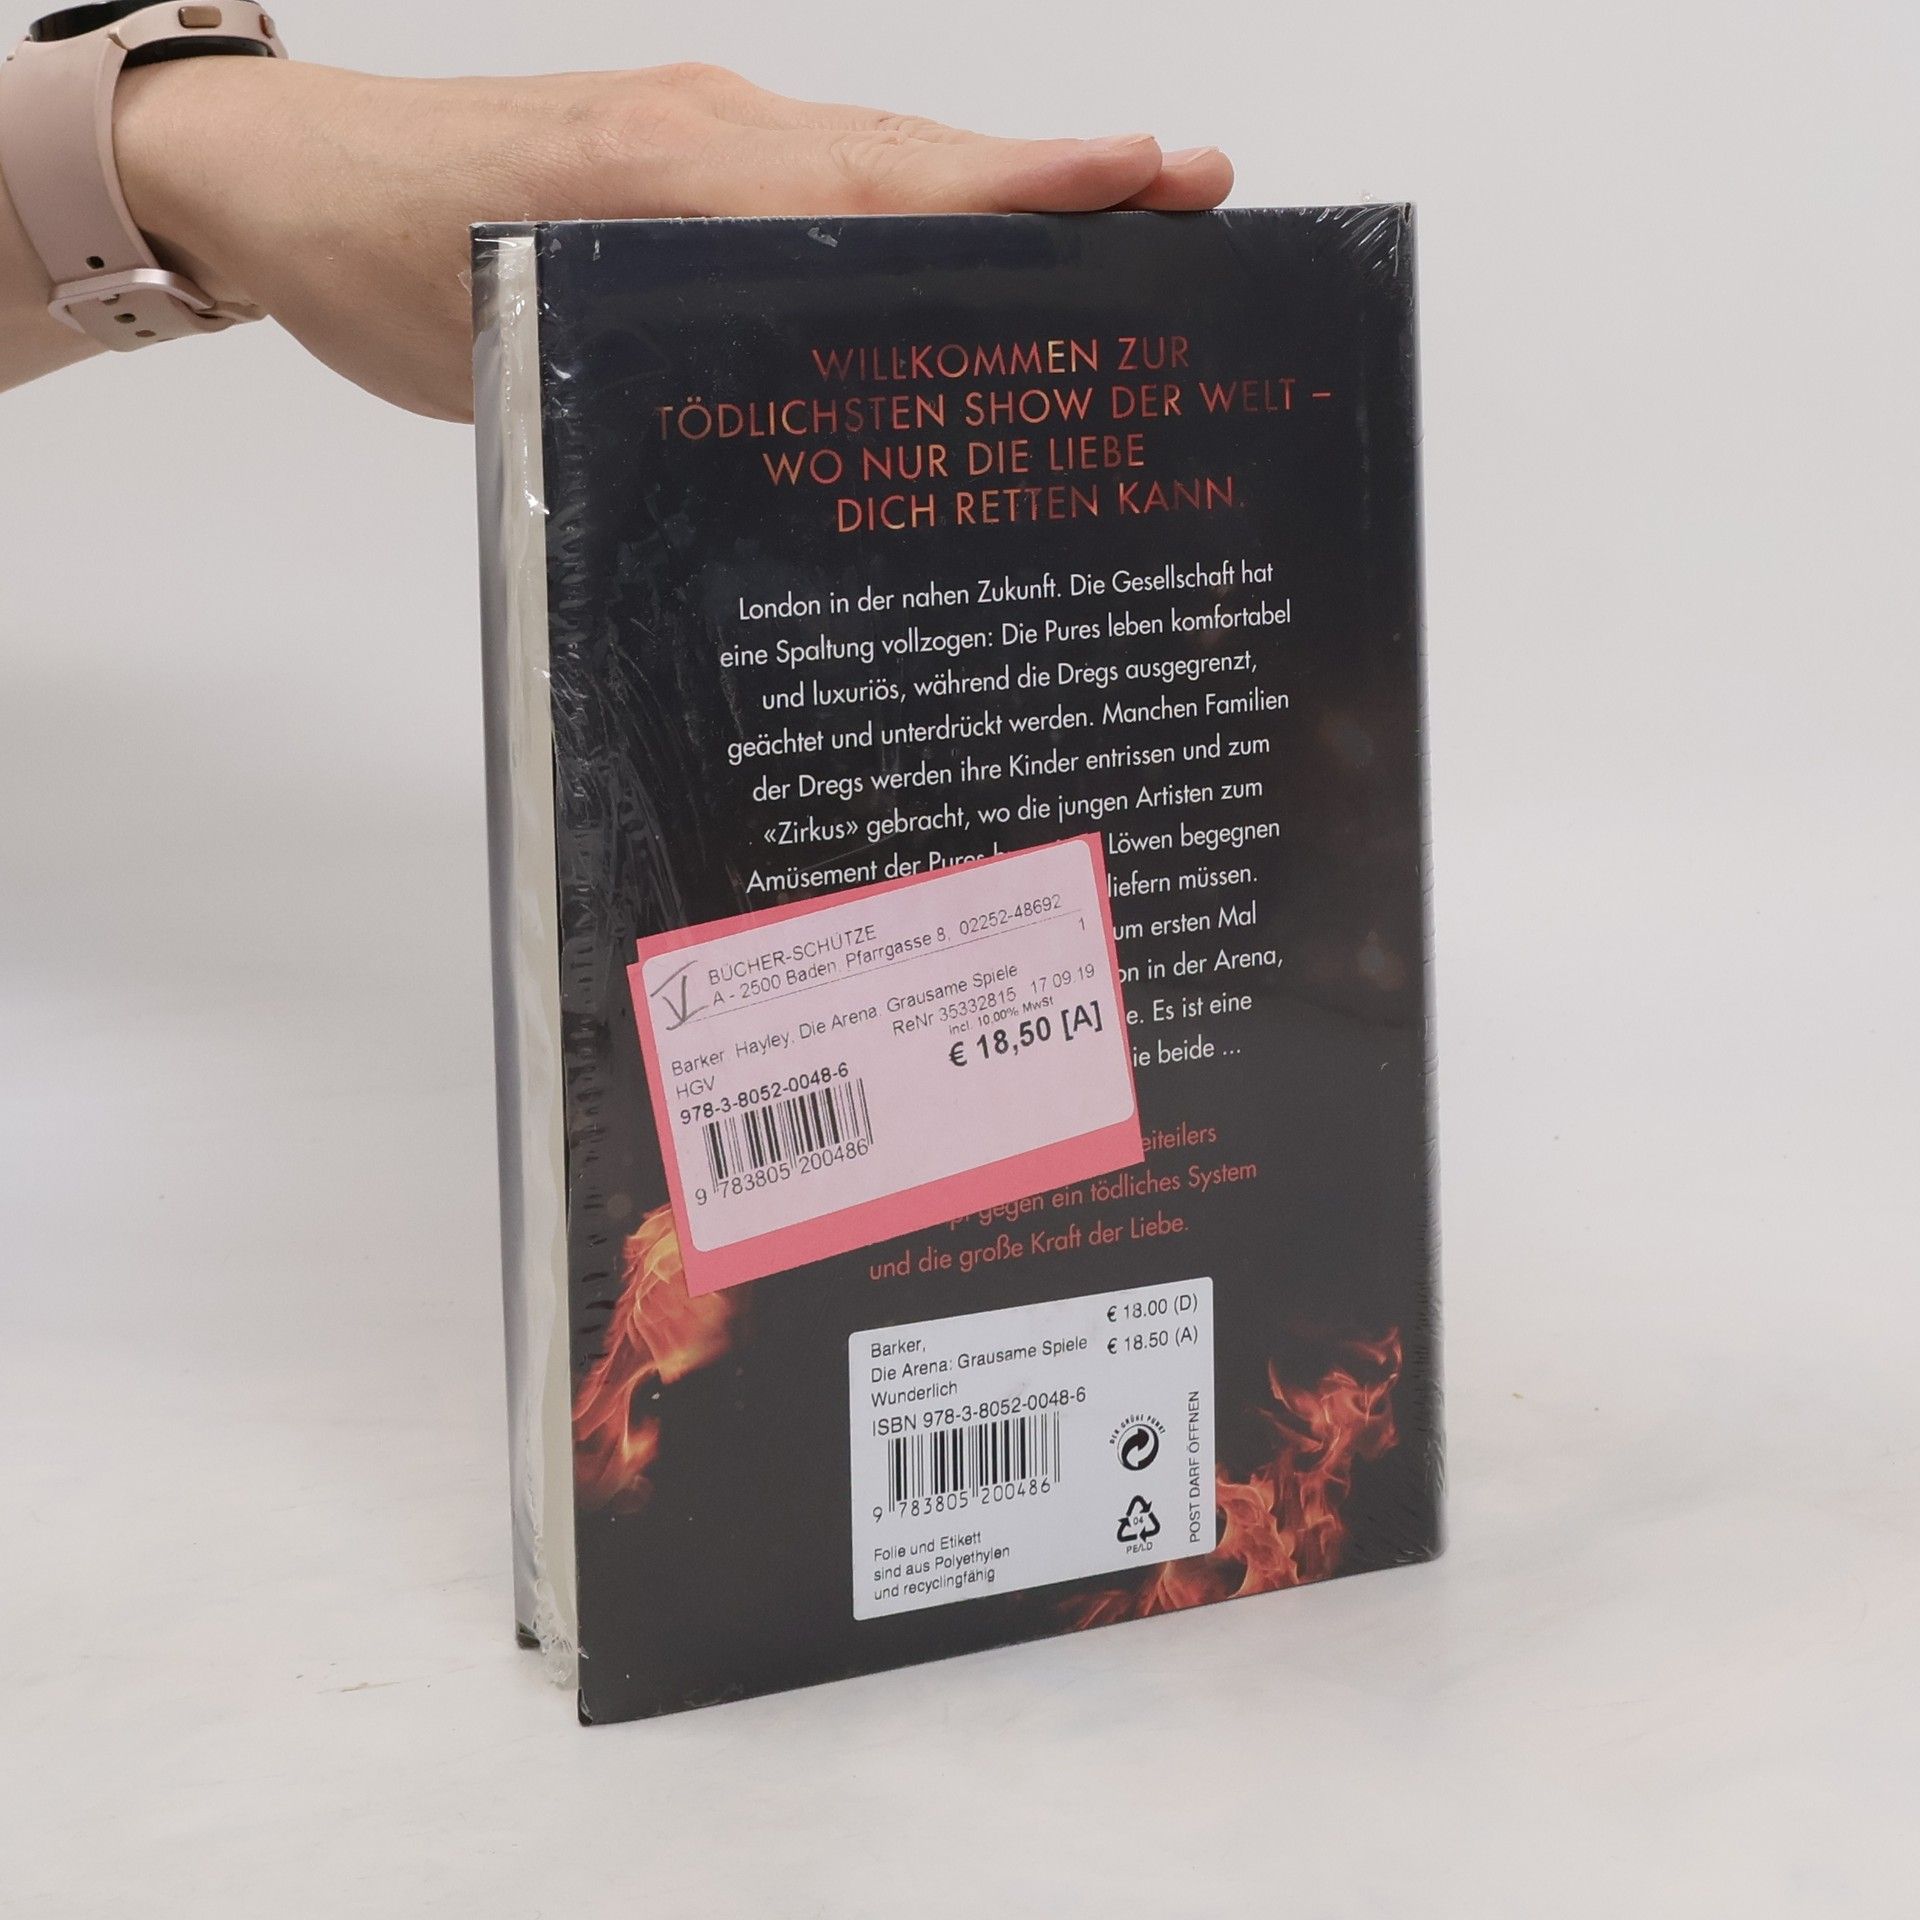 WILLKOMMEN ZUR
TÖDLICHSTEN SHOW DER WELT –
WO NUR DIE LIEBE
DICH RETTEN KANN.
London in der nahen Zukunft. Die Gesellschaft hat
eine Spaltung vollzogen: Die Pures leben komfortabel
und luxuriös, während die Dregs ausgegrenzt,
geächtet und unterdrückt werden. Manchen Familien
der Dregs werden ihre Kinder entrissen und zum
«Zirkus» gebracht, wo die jungen Artisten zum
Amüsement der Pures Löwen begegnen
liefern müssen.
um ersten Mal
on in der Arena,
e. Es ist eine
ie beide ...
eiteilers
gegen ein tödliches System
und die große Kraft der Liebe.
BÜCHER-SCHÜTZE
A - 2500 Baden, Pfarrgasse 8, 02252-48692
1
Barker, Hayley, Die Arena. Grausame Spiele
HGV
ReNr 35332815 17 09.19
incl. 10,00% MwSt
€ 18,50 [A]
978-3-8052-0048-6
9 783805 200486
Barker,
Die Arena: Grausame Spiele
Wunderlich
€ 18.00 (D)
€ 18.50 (A)
ISBN 978-3-8052-0048-6
9 783805 200486
DER GRÜNE PUNKT
04
PE/LD
POST DARF ÖFFNEN
Folie und Etikett
sind aus Polyethylen
und recyclingfähig